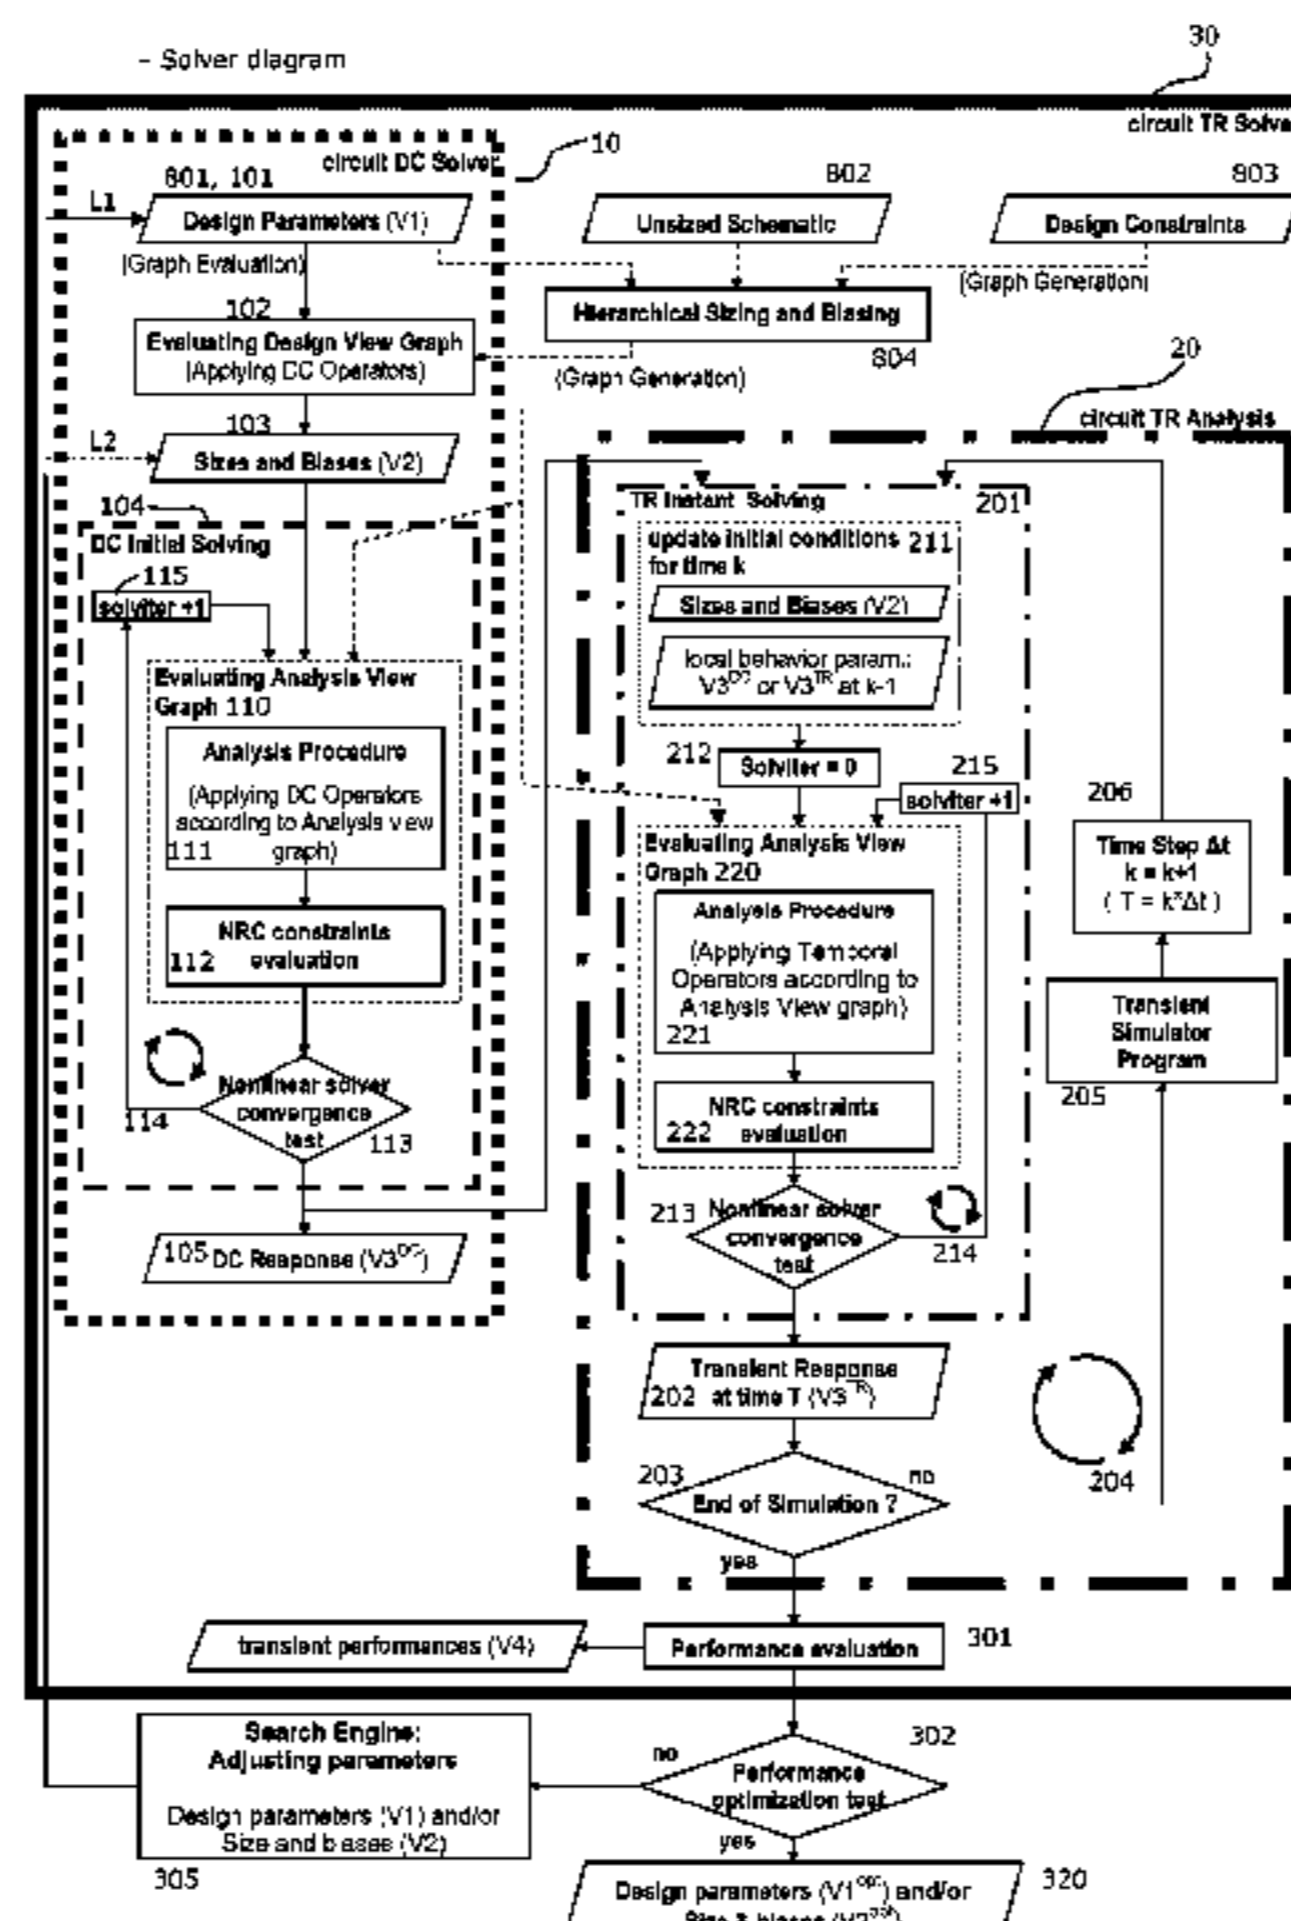 – Solver diagram
30
circuit TR Solve
10
circuit DC Solver
801, 101
802
803
L1
Design Parameters (V1)
Unsized Schematic
Design Constraints
(Graph Evaluation)
(Graph Generation)
102
Hierarchical Sizing and Biasing
804
Evaluating Design View Graph
(Applying DC Operators)
(Graph Generation)
20
circuit TR Analysis
103
L2
Sizes and Biases (V2)
104
DC Initial Solving
115
solviter +1
Evaluating Analysis View
Graph 110
Analysis Procedure
(Applying DC Operators
according to Analysis view
111 graph)
NRC constraints
112 evaluation
Nonlinear solver
convergence
test
114
113
105 DC Response (V3DC)
TR Instant Solving
201
update initial conditions 211
for time k
Sizes and Biases (V2)
local behavior param.:
V3DC or V3TR at k-1
212
Solviter = 0
215
solviter +1
206
Time Step Δt
k = k+1
( T = k*Δt )
Evaluating Analysis View
Graph 220
Analysis Procedure
(Applying Temporal
Operators according to
Analysis View graph)
221
Transient
Simulator
Program
205
NRC constraints
222 evaluation
213 Nonlinear solver
convergence
test
214
Transient Response
202 at time T (V3TR)
204
203
no
End of Simulation ?
yes
transient performances (V4)
Performance evaluation
301
Search Engine:
Adjusting parameters
Design parameters (V1) and/or
Size and biases (V2)
305
no
302
Performance
optimization test
yes
320
Design parameters (V1opt) and/or
Size & biases (V2opt)